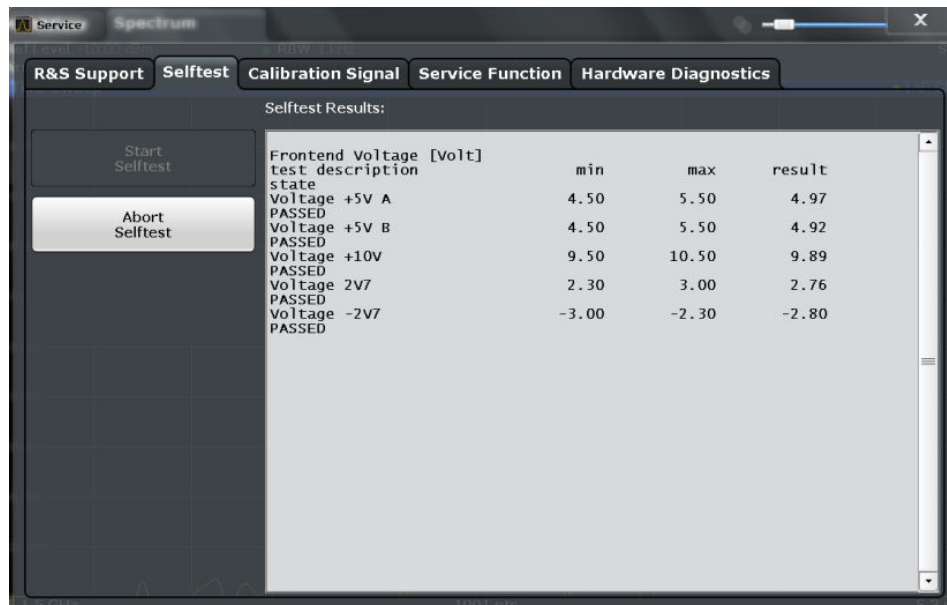 Service Spectrum X
R&S Support Selftest Calibration Signal Service Function Hardware Diagnostics
Selftest Results:
Start
Selftest
Abort
Selftest
Frontend Voltage [Volt]
test description min max result
state
Voltage +5V A 4.50 5.50 4.97
PASSED
Voltage +5V B 4.50 5.50 4.92
PASSED
Voltage +10V 9.50 10.50 9.89
PASSED
Voltage 2V7 2.30 3.00 2.76
PASSED
Voltage -2V7 -3.00 -2.30 -2.80
PASSED